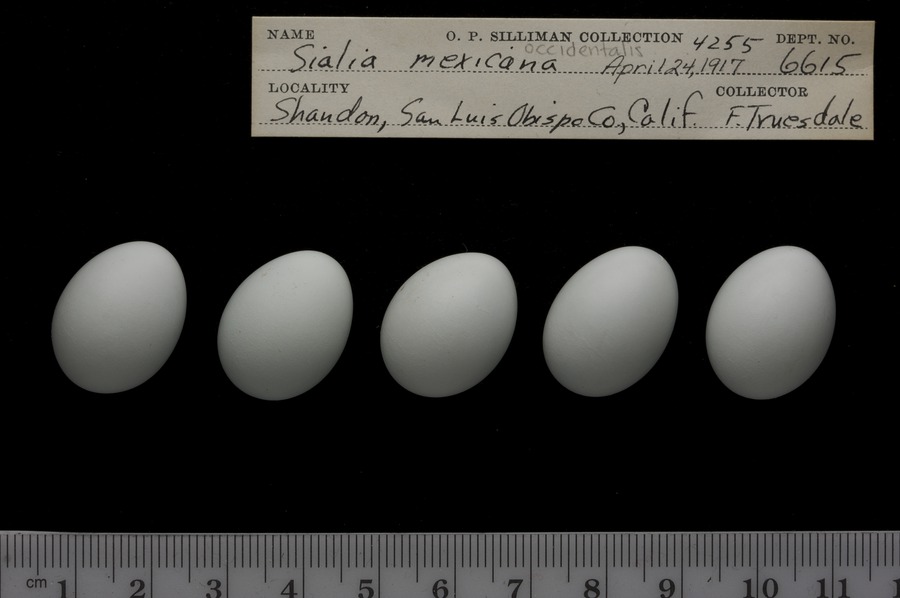 NAME O. P. SILLIMAN COLLECTION 4255 DEPT. NO.
occidentalis
Sialia mexicana April 24, 1917 6615
LOCALITY COLLECTOR
Shandon, San Luis Obispo Co, Calif. F. Truesdale
cm 1 2 3 4 5 6 7 8 9 10 11 1